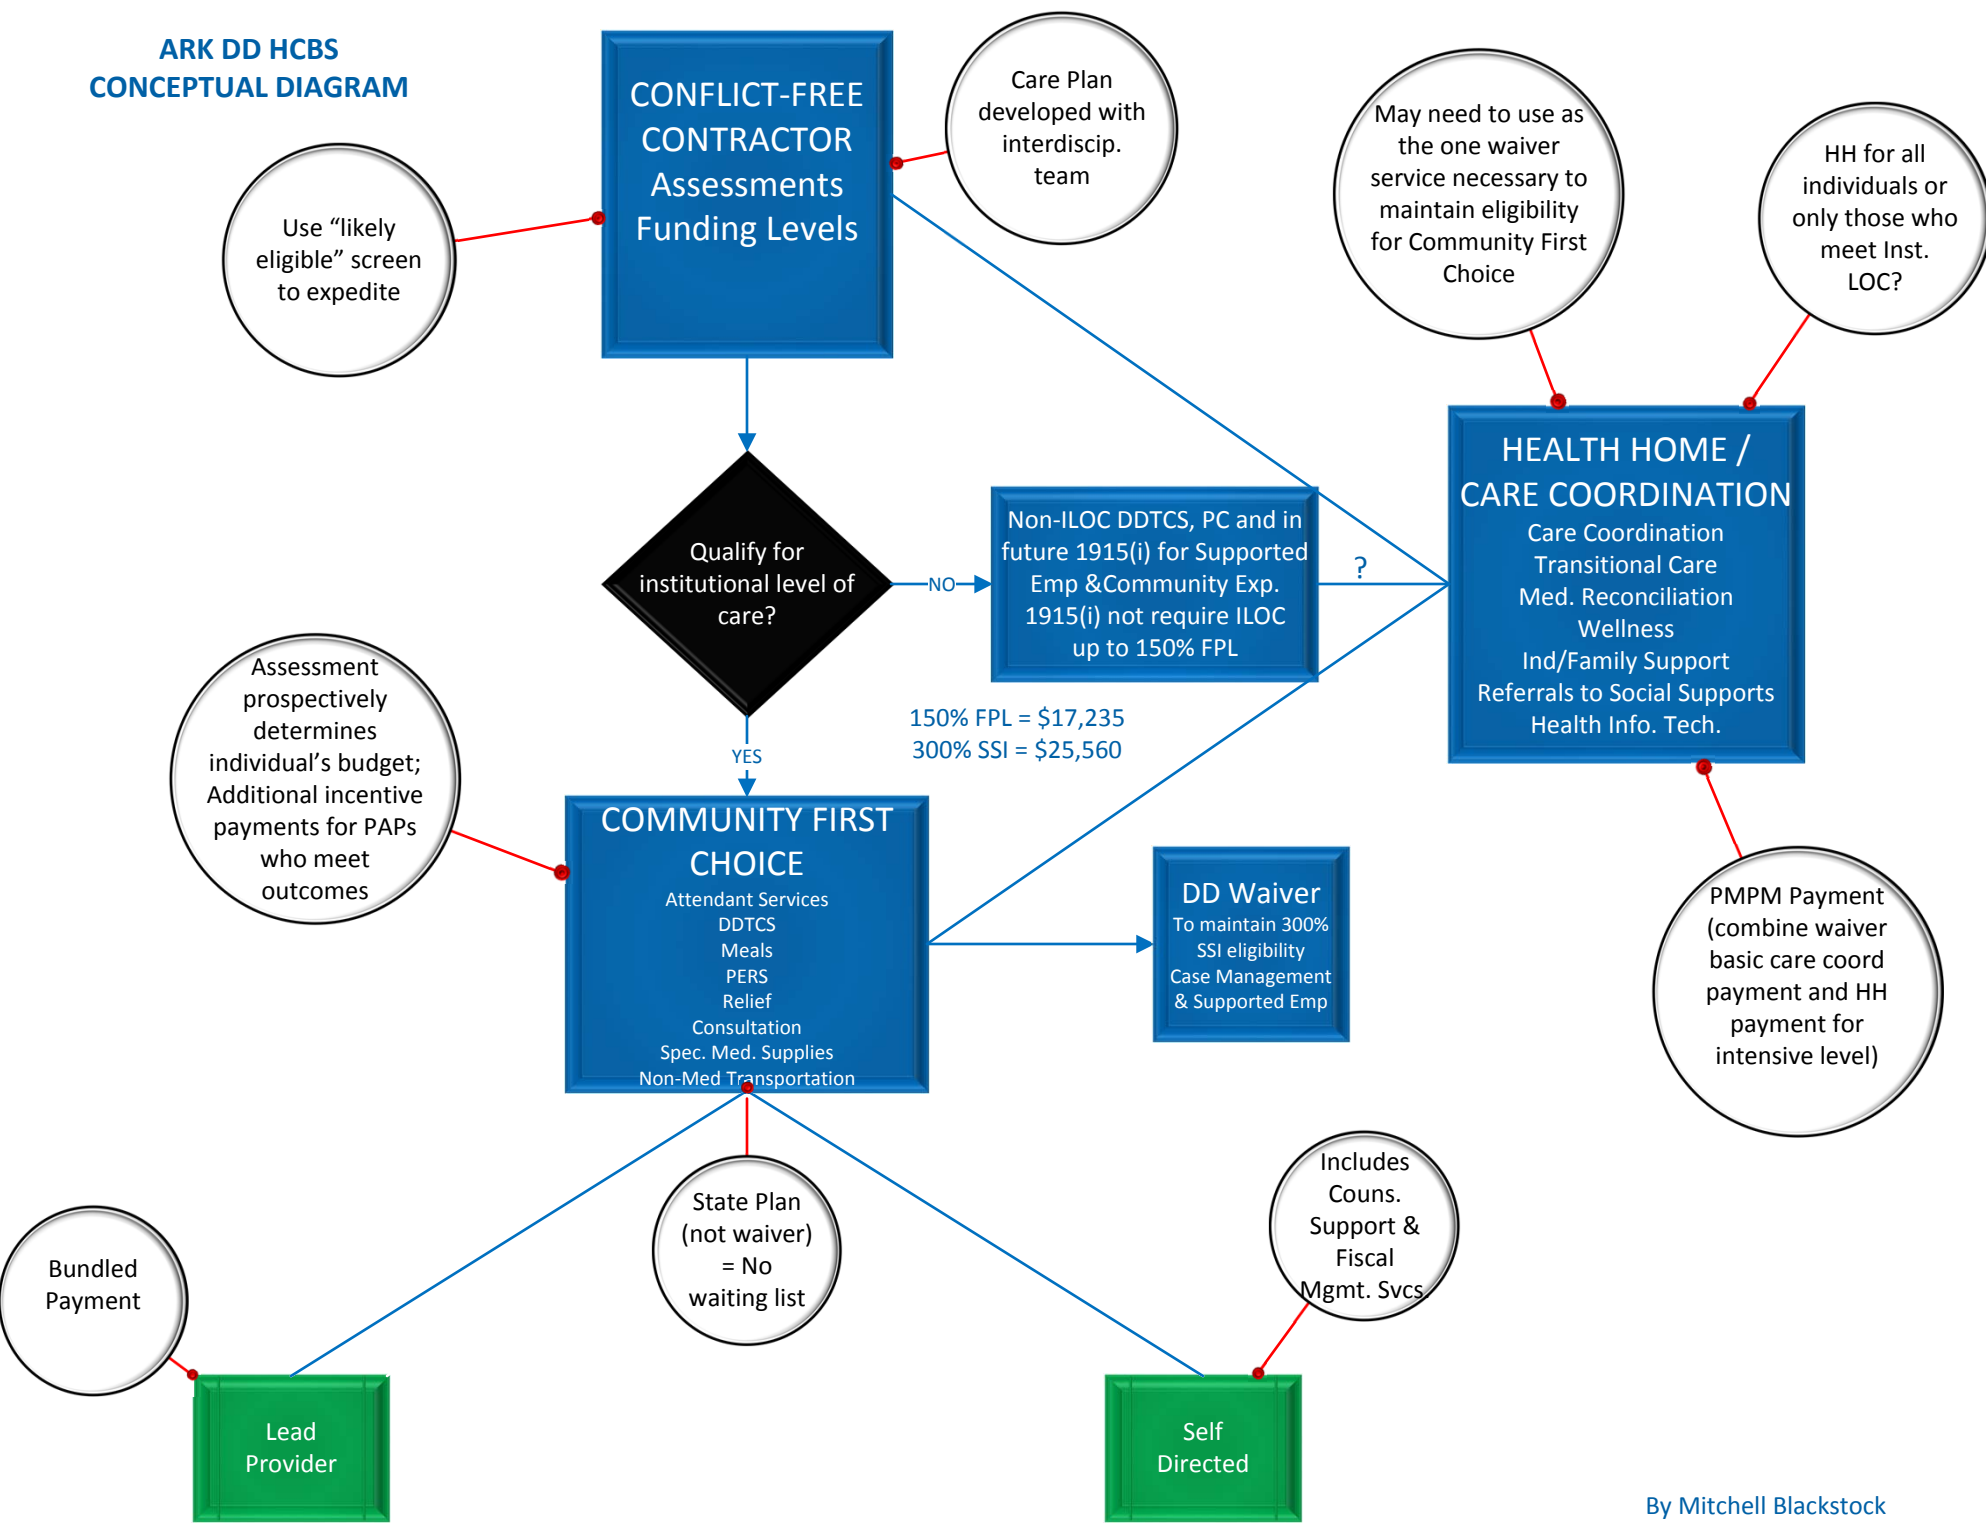 ARK DD HCBS
CONCEPTUAL DIAGRAM
CONFLICT-FREE
CONTRACTOR
Assessments
Funding Levels
Care Plan
developed with
interdiscip.
team
May need to use as
the one waiver
service necessary to
maintain eligibility
for Community First
Choice
HH for all
individuals or
only those who
meet Inst.
LOC?
Use “likely
eligible” screen
to expedite
HEALTH HOME /
CARE COORDINATION
Care Coordination
Transitional Care
Med. Reconciliation
Wellness
Ind/Family Support
Referrals to Social Supports
Health Info. Tech.
Qualify for
institutional level of
care?
NO
Non-ILOC DDTCS, PC and in
future 1915(i) for Supported
Emp &Community Exp.
1915(i) not require ILOC
up to 150% FPL
?
YES
150% FPL = $17,235
300% SSI = $25,560
Assessment
prospectively
determines
individual’s budget;
Additional incentive
payments for PAPs
who meet
outcomes
COMMUNITY FIRST
CHOICE
Attendant Services
DDTCS
Meals
PERS
Relief
Consultation
Spec. Med. Supplies
Non-Med Transportation
DD Waiver
To maintain 300%
SSI eligibility
Case Management
& Supported Emp
PMPM Payment
(combine waiver
basic care coord
payment and HH
payment for
intensive level)
State Plan
(not waiver)
= No
waiting list
Includes
Couns.
Support &
Fiscal
Mgmt. Svcs.
Bundled
Payment
Lead
Provider
Self
Directed
By Mitchell Blackstock